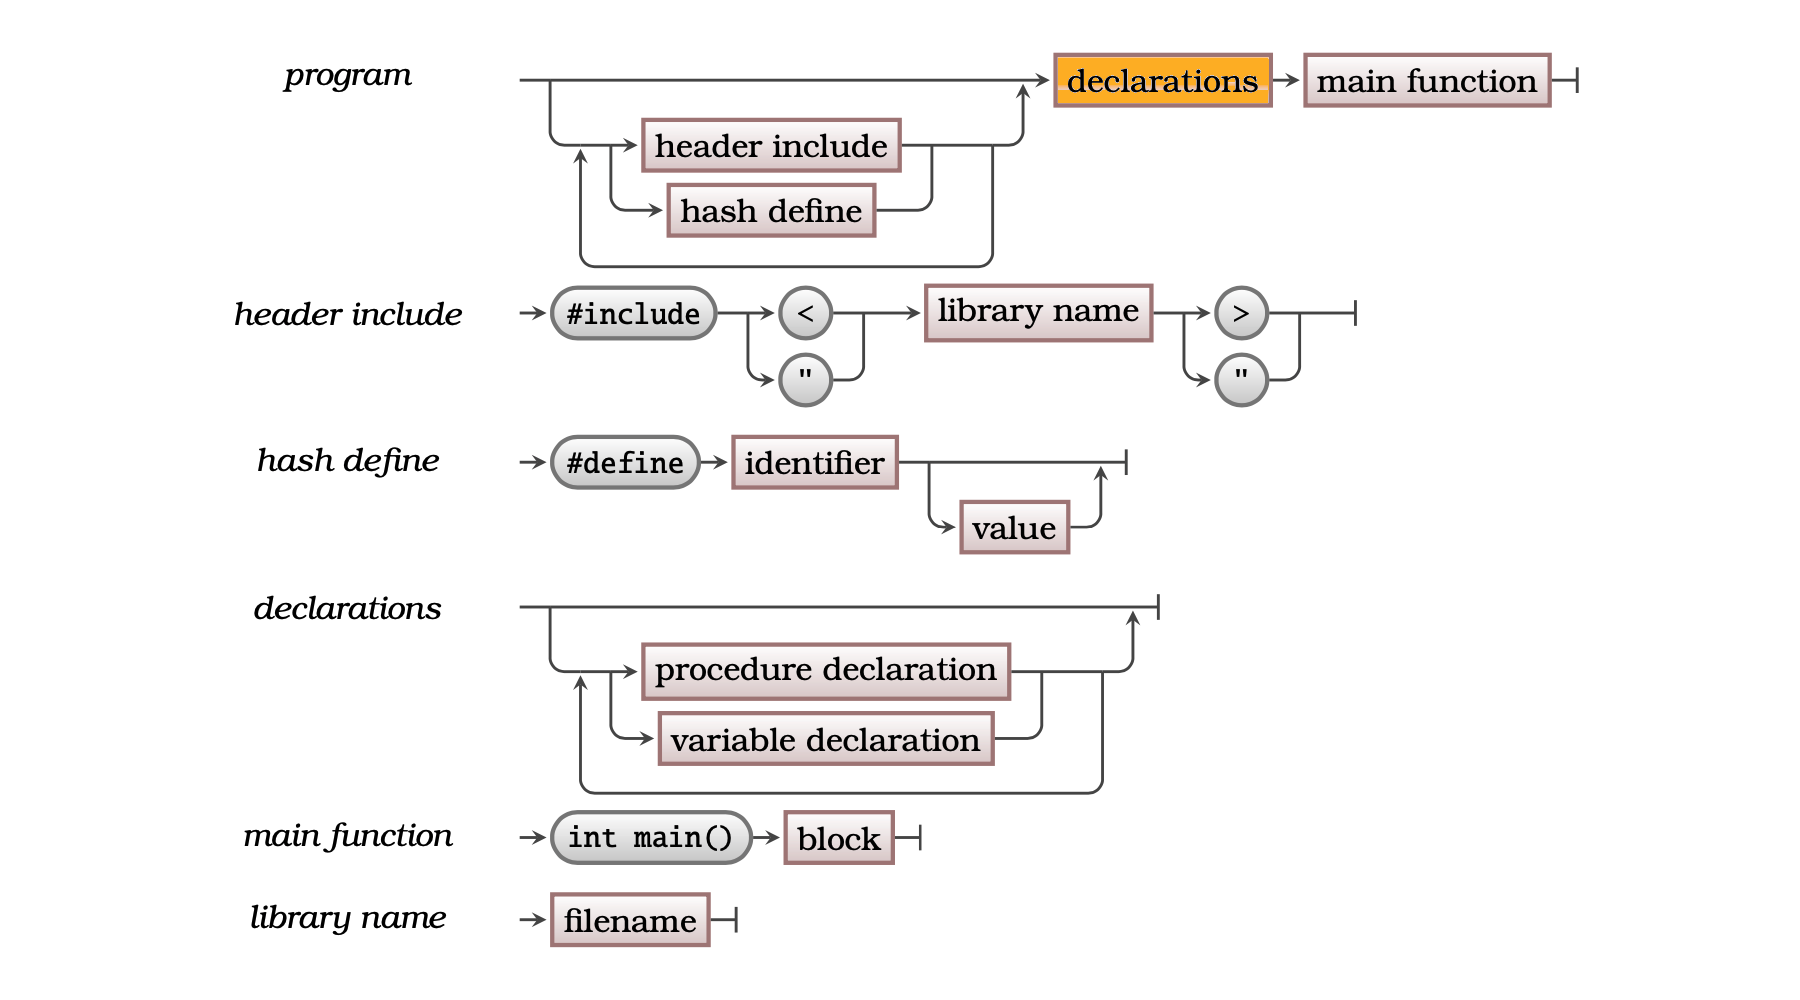 program declarations main function
header include
hash define
header include #include < library name >
" "
hash define #define identifier
value
declarations
procedure declaration
variable declaration
main function int main() block
library name filename